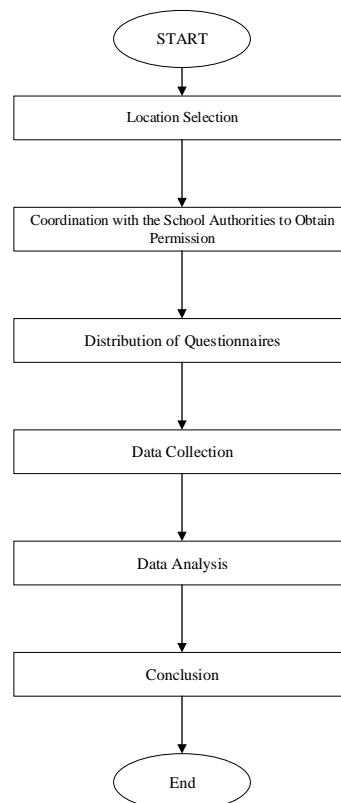 START
Location Selection
Coordination with the School Authorities to Obtain
Permission
Distribution of Questionnaires
Data Collection
Data Analysis
Conclusion
End